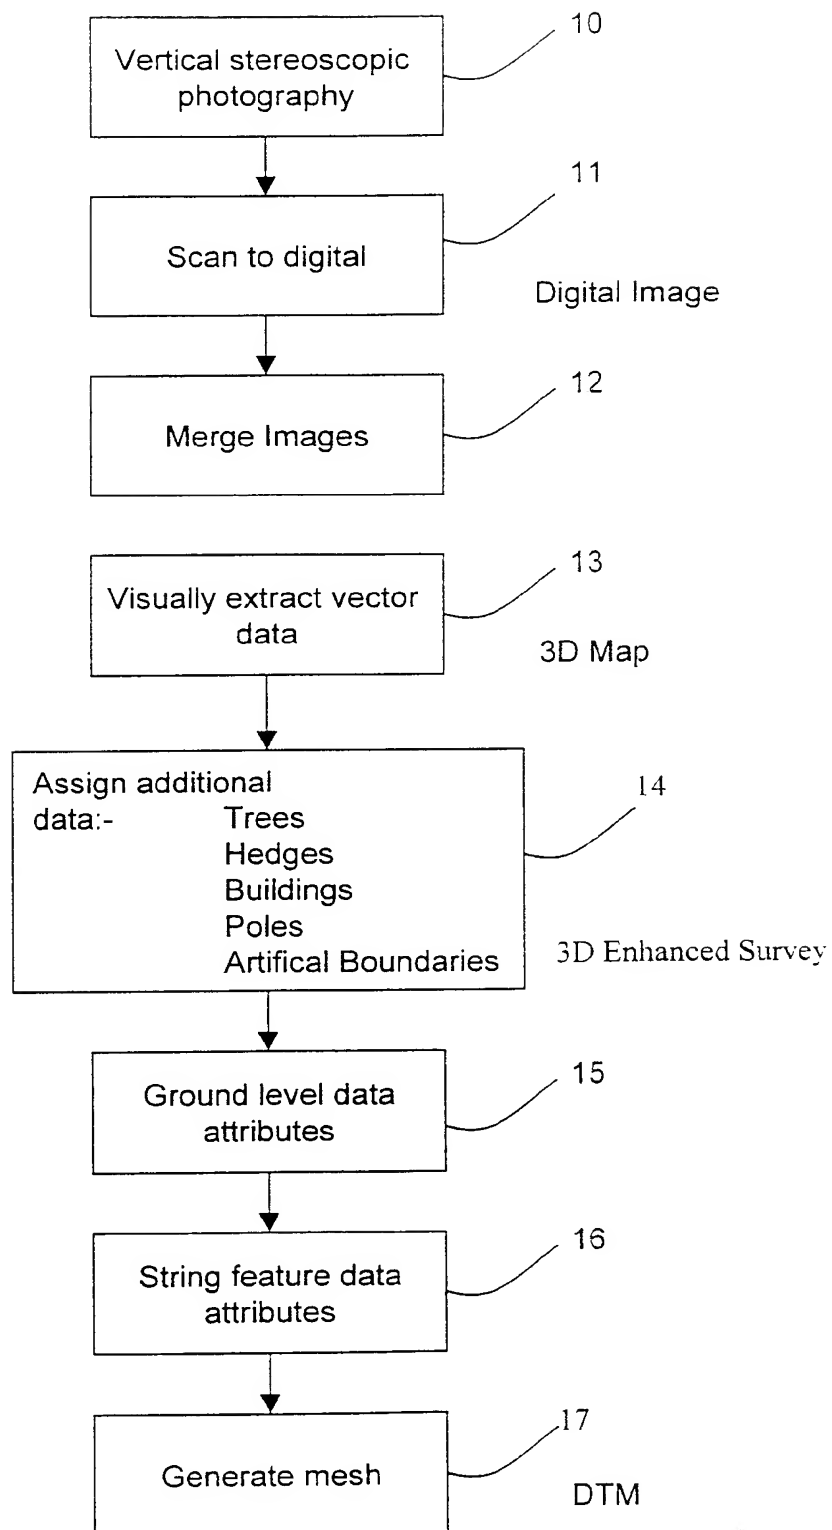 10
Vertical stereoscopic
photography
11
Scan to digital
Digital Image
12
Merge Images
13
Visually extract vector
data
3D Map
Assign additional
data:- Trees
Hedges
Buildings
Poles
Artifical Boundaries
14
3D Enhanced Survey
15
Ground level data
attributes
16
String feature data
attributes
17
Generate mesh
DTM